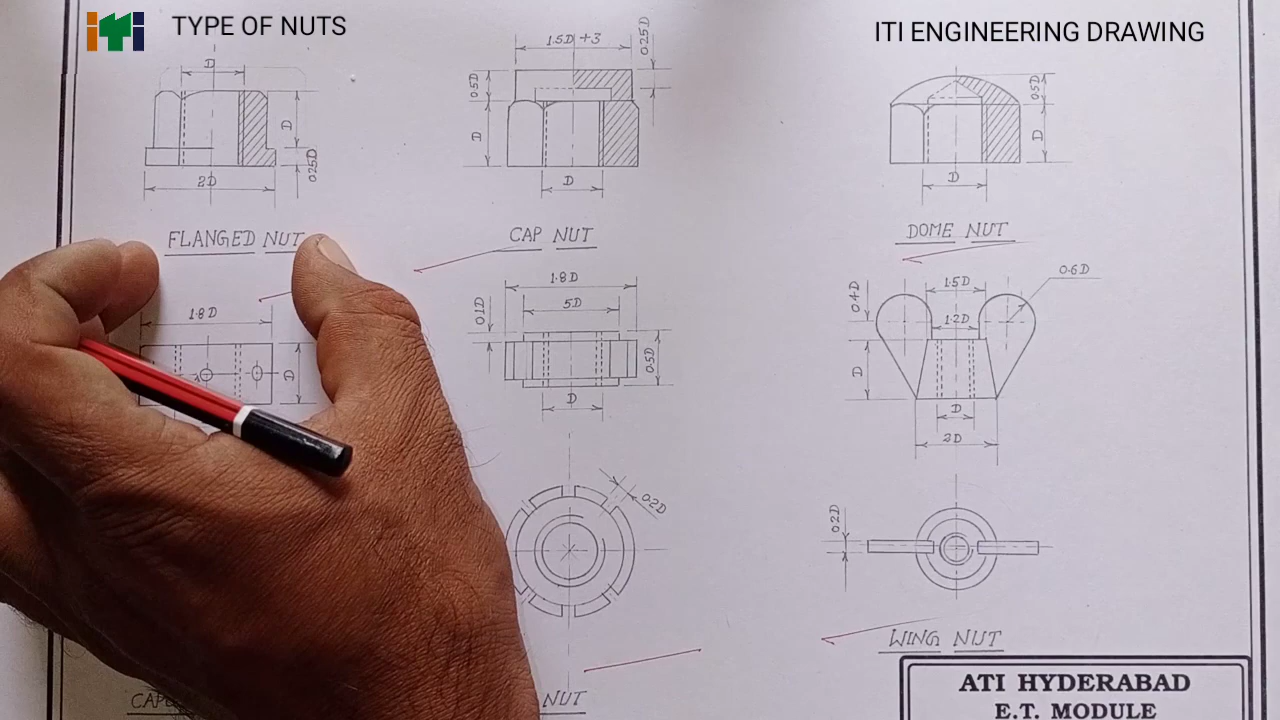 iTi
TYPE OF NUTS
ITI ENGINEERING DRAWING
D
D
0.25D
2D
FLANGED NUT
1.5D +3
0.25D
0.5D
D
D
CAP NUT
0.5D
D
D
DOME NUT
1.8D
D
1.8D
5D
0.1D
0.5D
D
0.2D
NUT
1.5D
0.6D
0.4D
1.2D
D
D
2D
0.2D
WING NUT
ATI HYDERABAD
E.T. MODULE